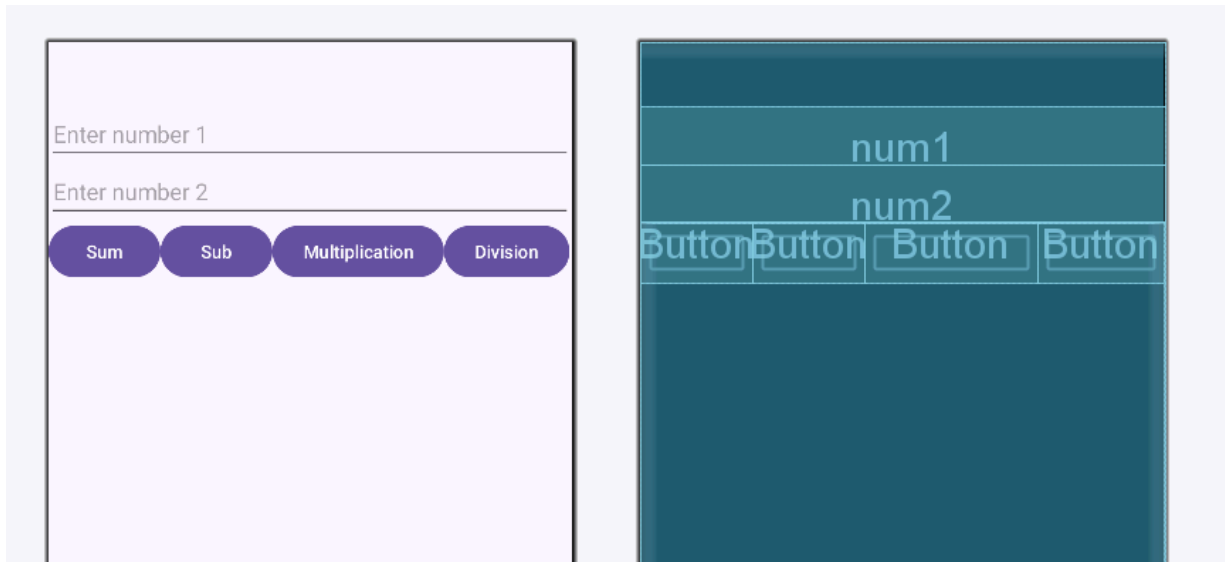 Enter number 1
Enter number 2
Sum Sub Multiplication Division
num1
num2
Button Button Button Button